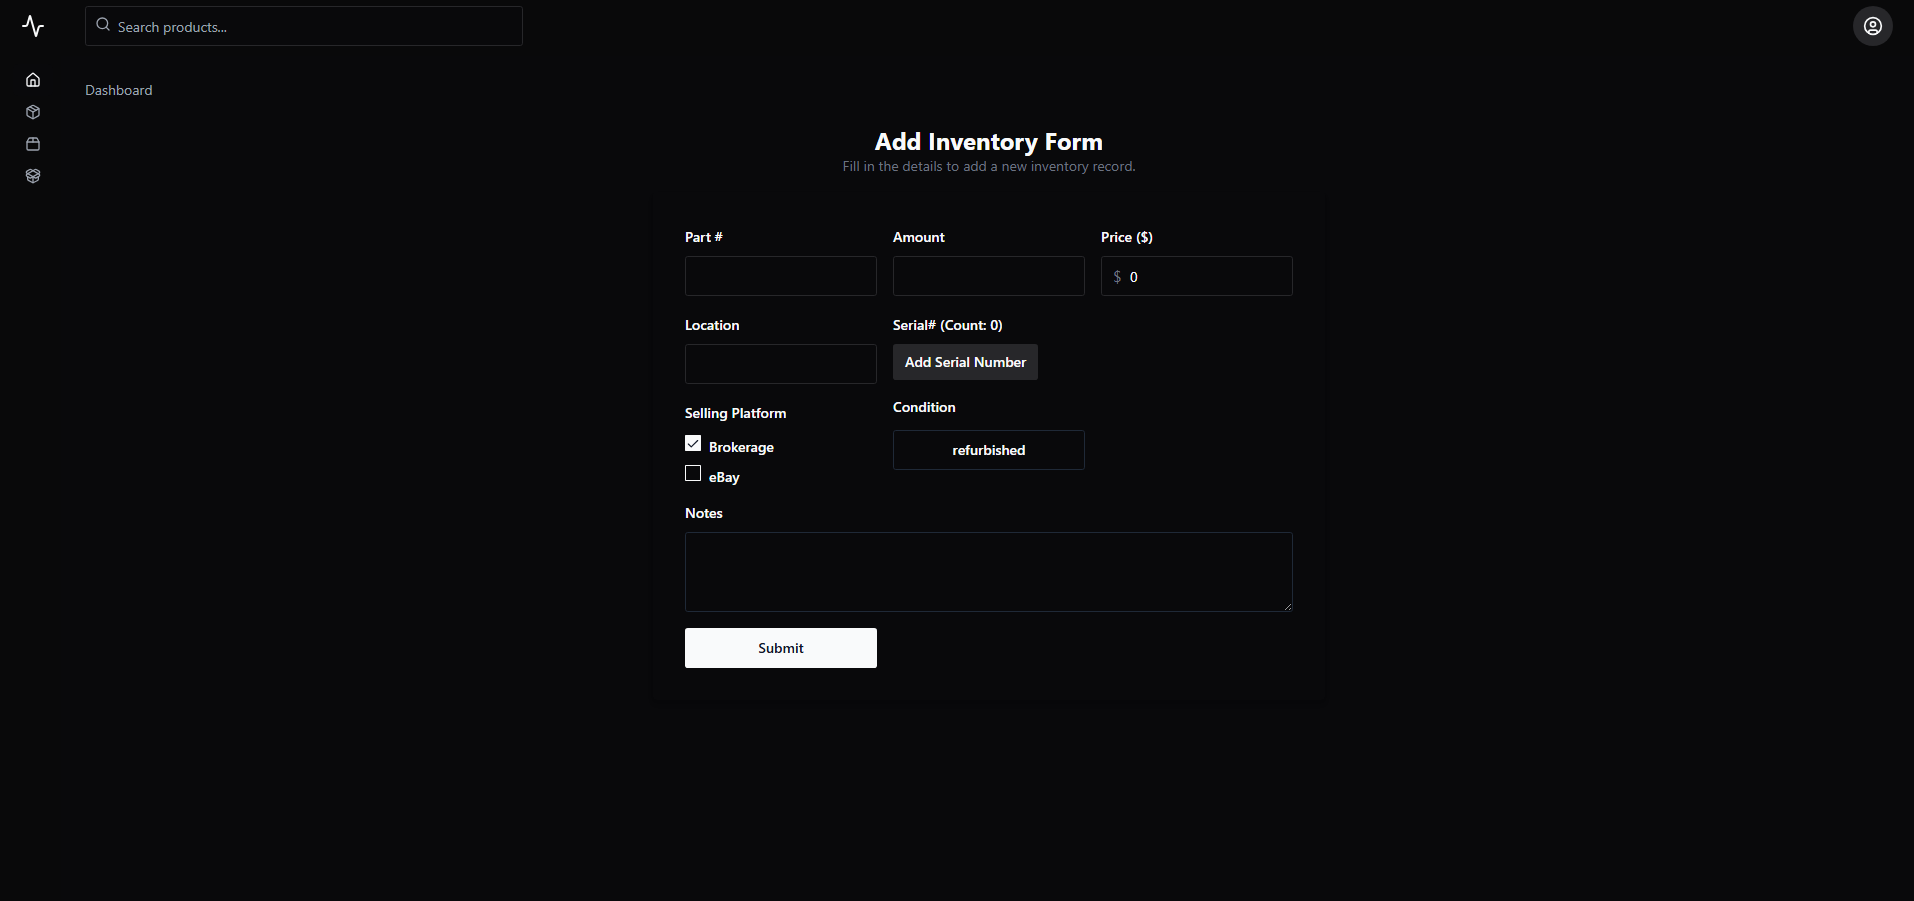 Search products...
Dashboard
Add Inventory Form
Fill in the details to add a new inventory record.
Part #
Amount
Price ($)
$ 0
Location
Serial# (Count: 0)
Add Serial Number
Selling Platform
Condition
Brokerage
refurbished
eBay
Notes
Submit